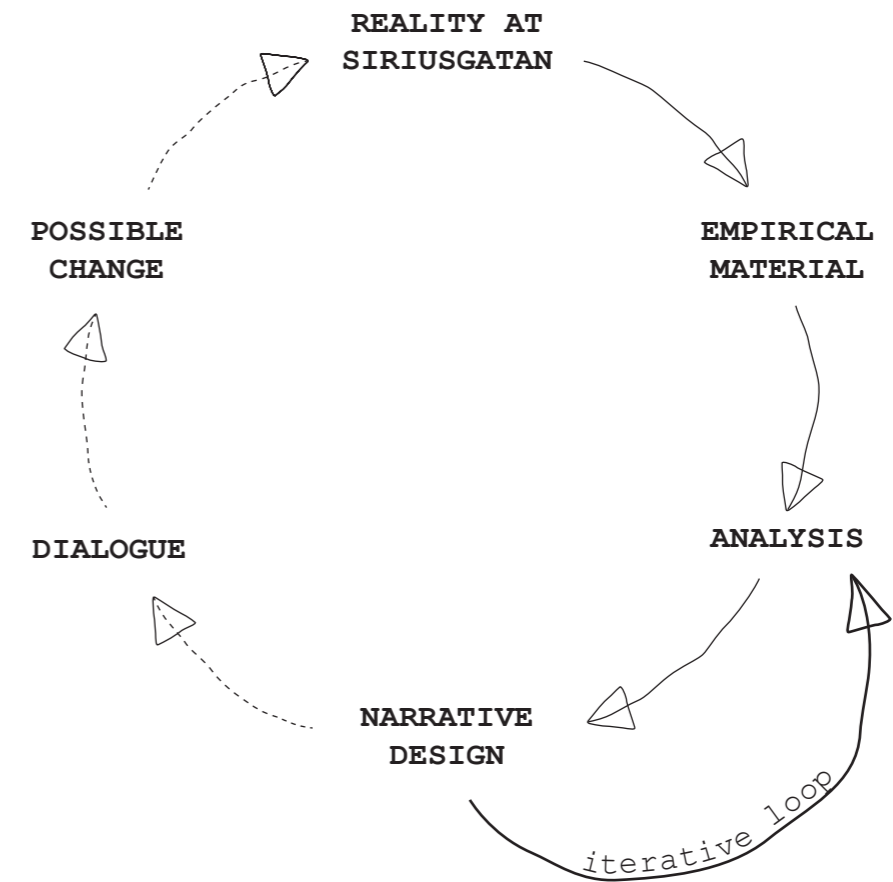 REALITY AT
SIRIUSGATAN
EMPIRICAL
MATERIAL
ANALYSIS
NARRATIVE
DESIGN
DIALOGUE
POSSIBLE
CHANGE
iterative loop